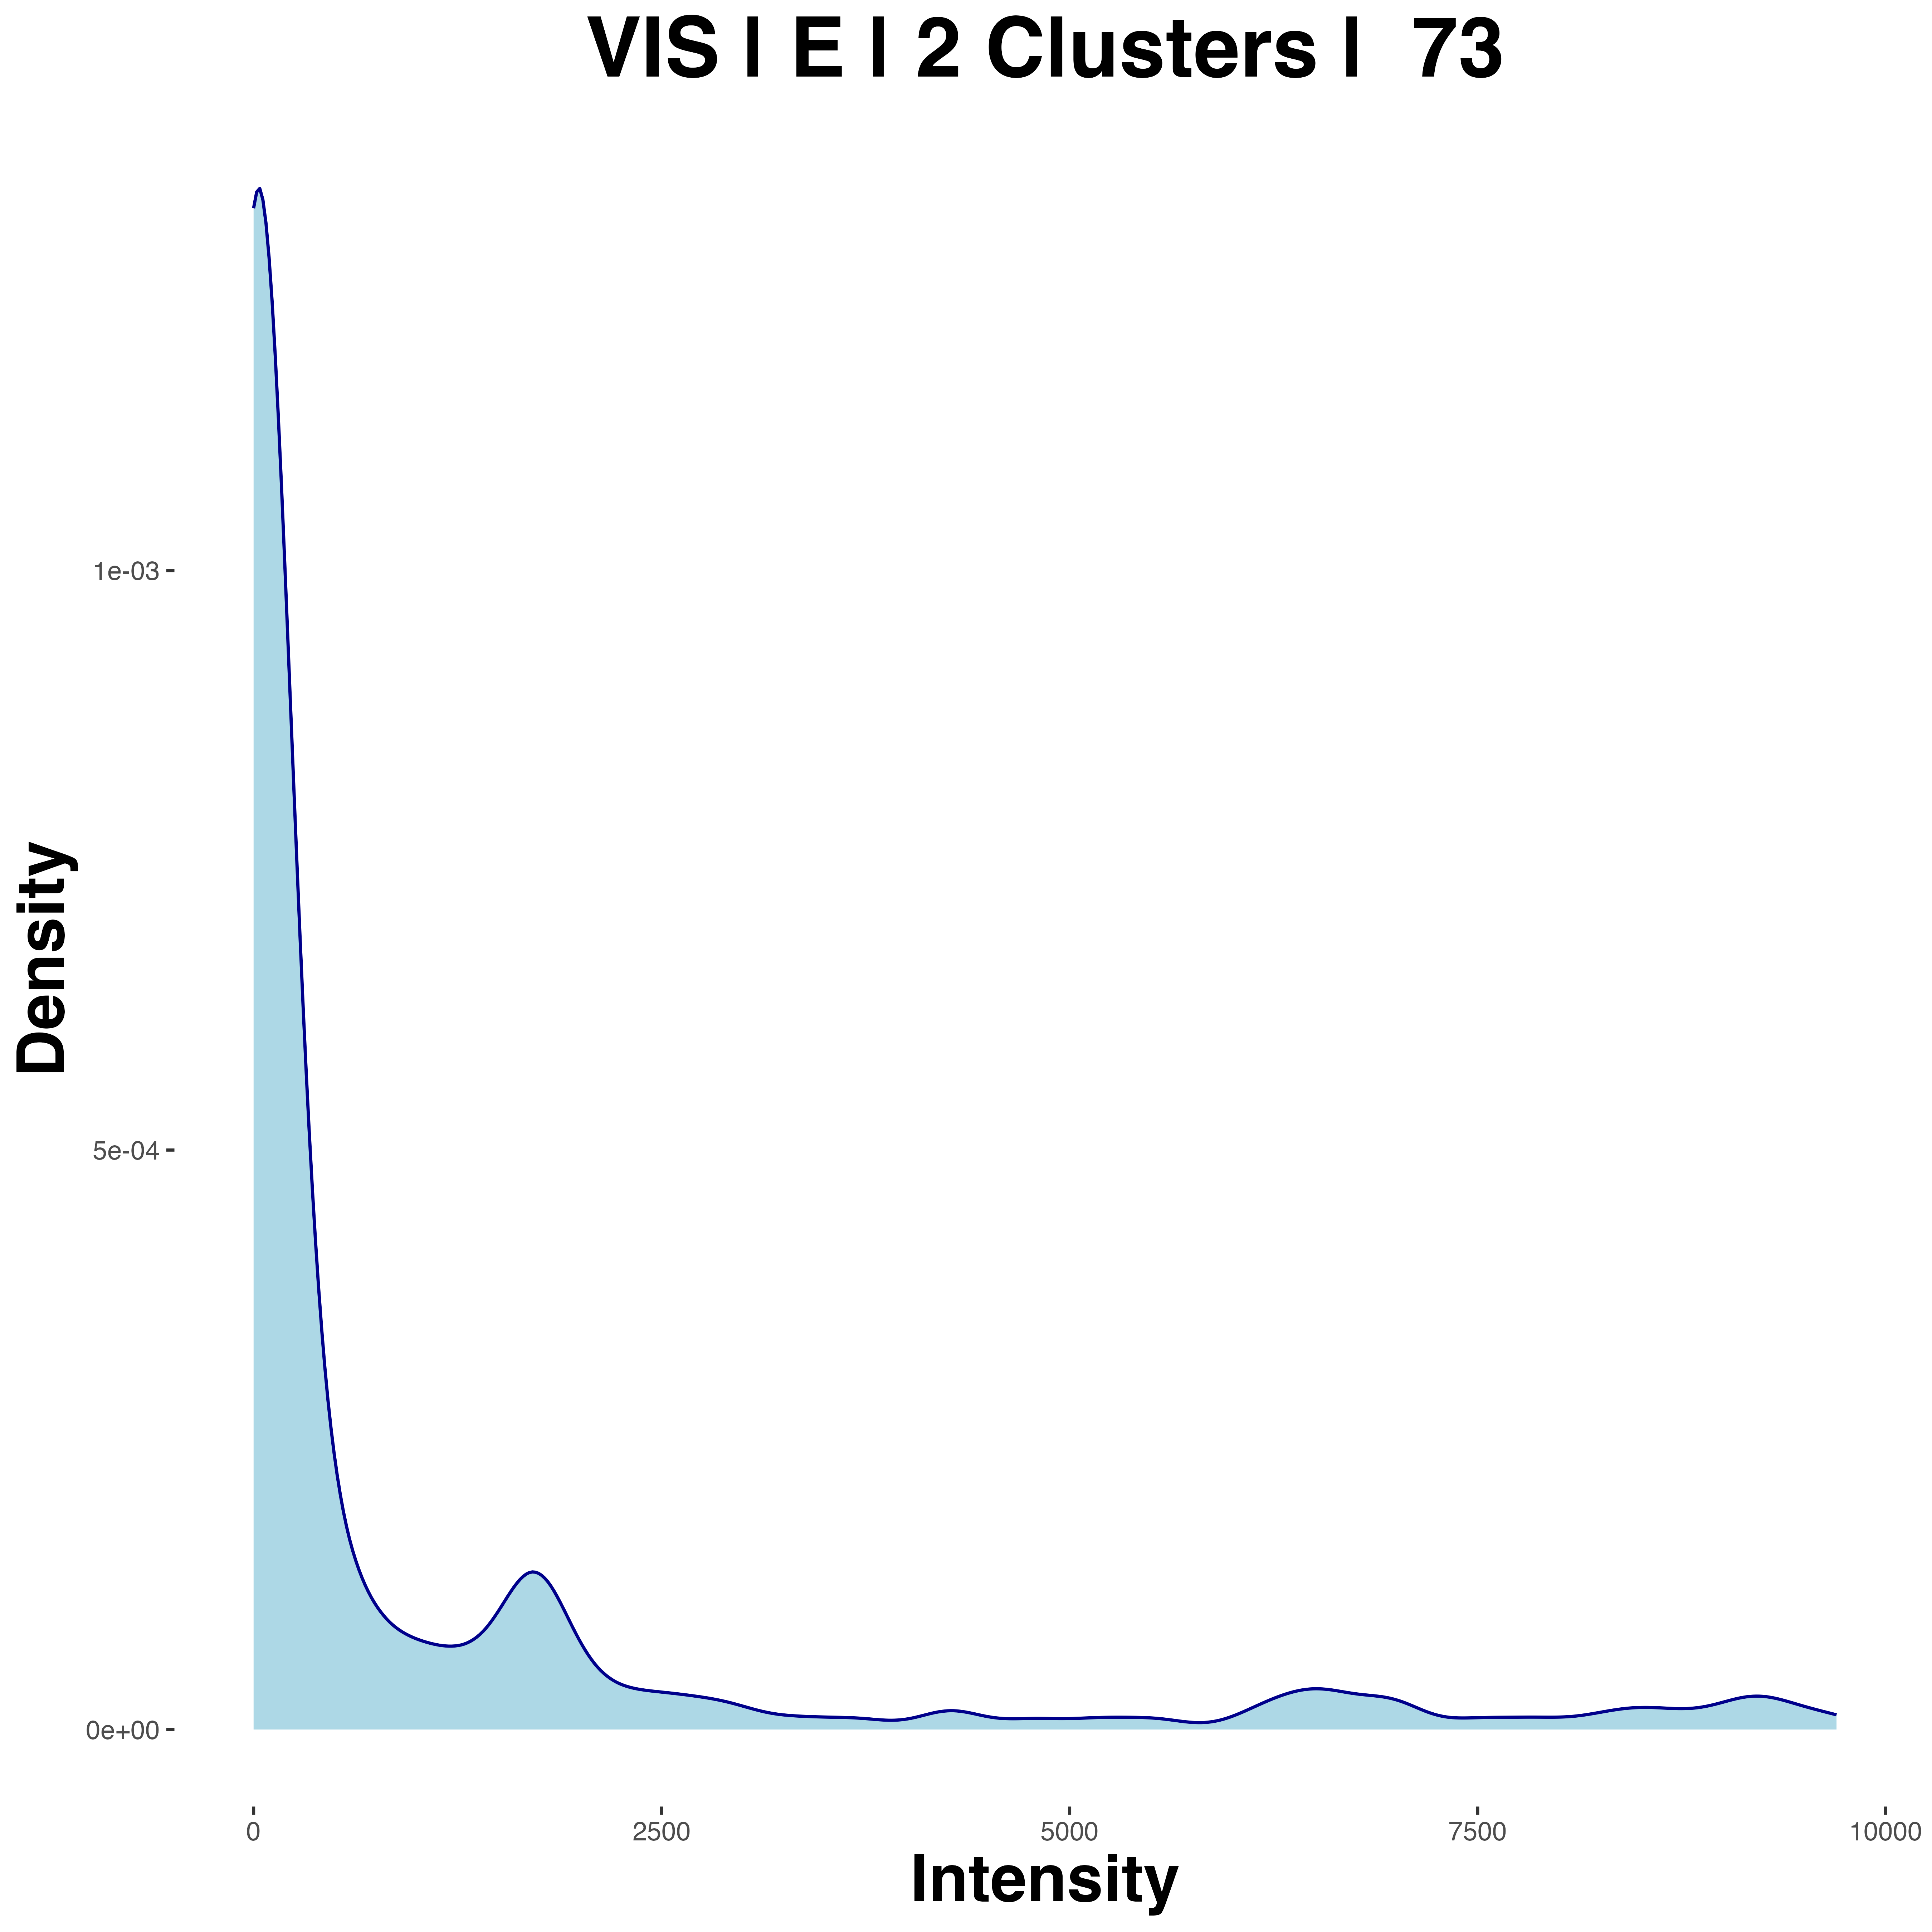 VIS | E | 2 Clusters | 73
Density
1e-03
5e-04
0e+00
0 2500 5000 7500 10000
Intensity